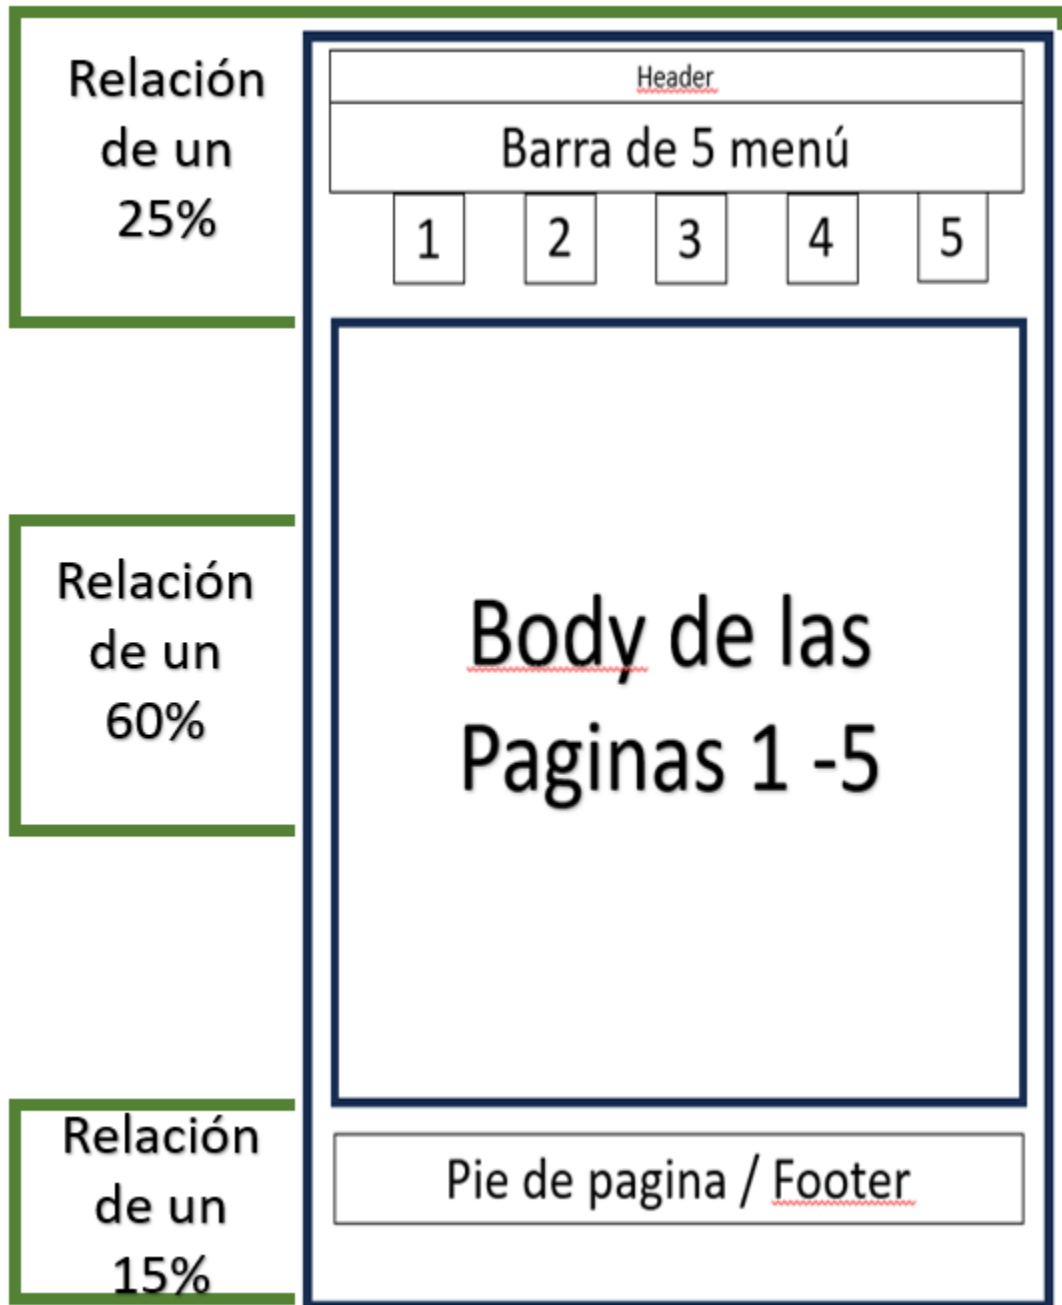 Relación
de un
25%
Header
Barra de 5 menú
1 2 3 4 5
Relación
de un
60%
Body de las
Paginas 1 -5
Relación
de un
15%
Pie de pagina / Footer